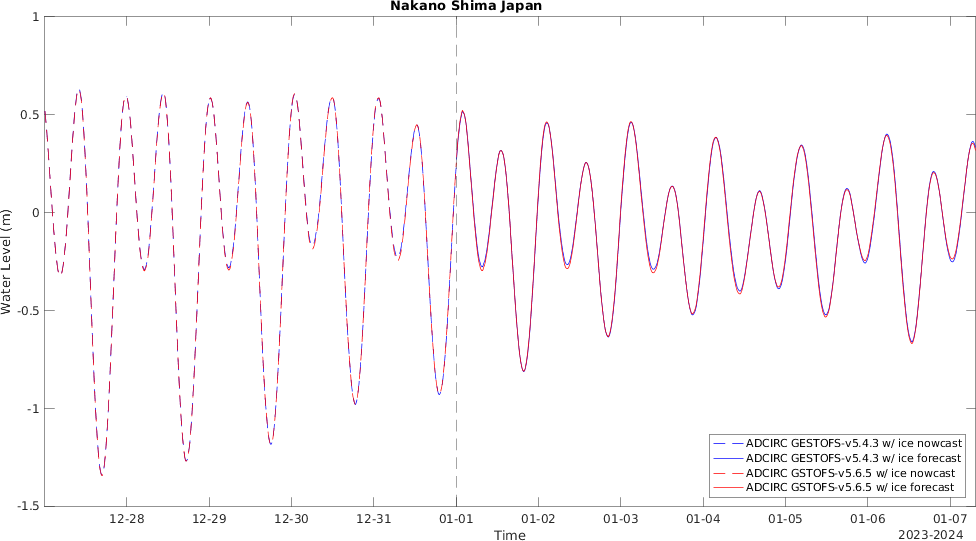 Nakano Shima Japan
Water Level (m)
1
0.5
0
-0.5
-1
-1.5
ADCIRC GESTOFS-v5.4.3 w/ ice nowcast
ADCIRC GESTOFS-v5.4.3 w/ ice forecast
ADCIRC GSTOFS-v5.6.5 w/ ice nowcast
ADCIRC GSTOFS-v5.6.5 w/ ice forecast
12-28 12-29 12-30 12-31 01-01 01-02 01-03 01-04 01-05 01-06 01-07
Time
2023-2024